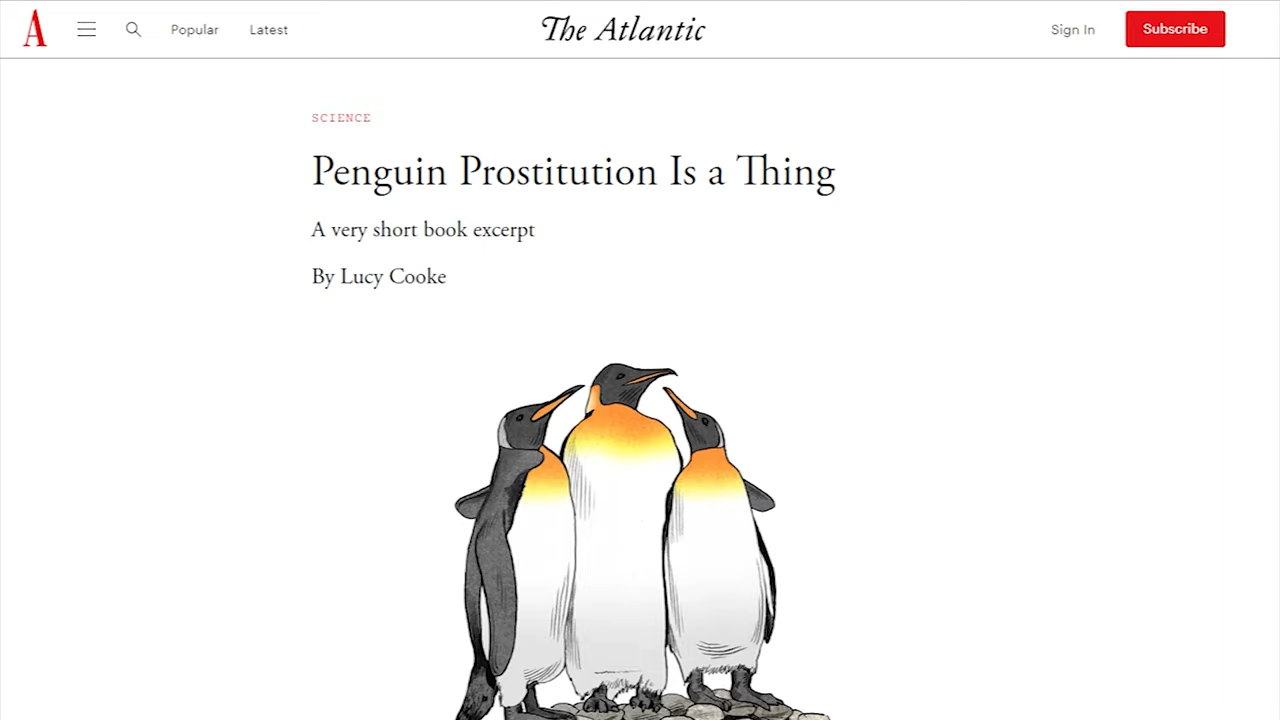 A
Popular
Latest
The Atlantic
Sign In
Subscribe
SCIENCE
Penguin Prostitution Is a Thing
A very short book excerpt
By Lucy Cooke